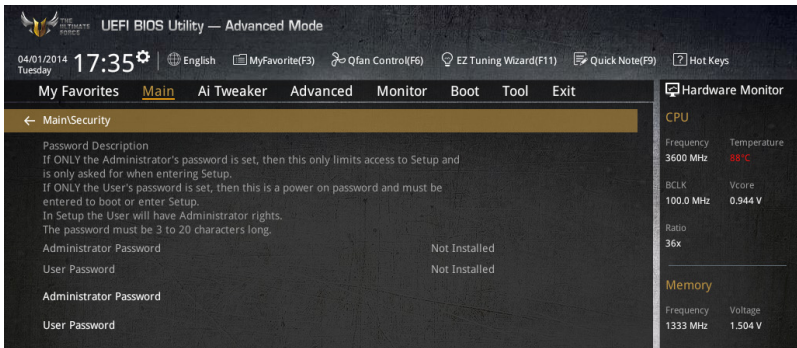 THE ULTIMATE FORCE
UEFI BIOS Utility — Advanced Mode
04/01/2014
Tuesday
17:35
English
MyFavorite(F3)
Qfan Control(F6)
EZ Tuning Wizard(F11)
Quick Note(F9)
? Hot Keys
My Favorites Main Ai Tweaker Advanced Monitor Boot Tool Exit
Hardware Monitor
← Main\Security
Password Description
If ONLY the Administrator's password is set, then this only limits access to Setup and
is only asked for when entering Setup.
If ONLY the User's password is set, then this is a power on password and must be
entered to boot or enter Setup.
In Setup the User will have Administrator rights.
The password must be 3 to 20 characters long.
Administrator Password Not Installed
User Password Not Installed
Administrator Password
User Password
CPU
Frequency Temperature
3600 MHz 88°C
BCLK Vcore
100.0 MHz 0.944 V
Ratio
36x
Memory
Frequency Voltage
1333 MHz 1.504 V